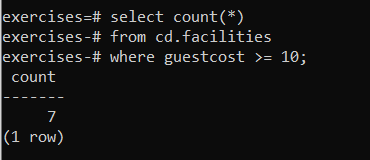 exercises=# select count(*)
exercises-# from cd.facilities
exercises-# where guestcost >= 10;
 count
-------
     7
(1 row)